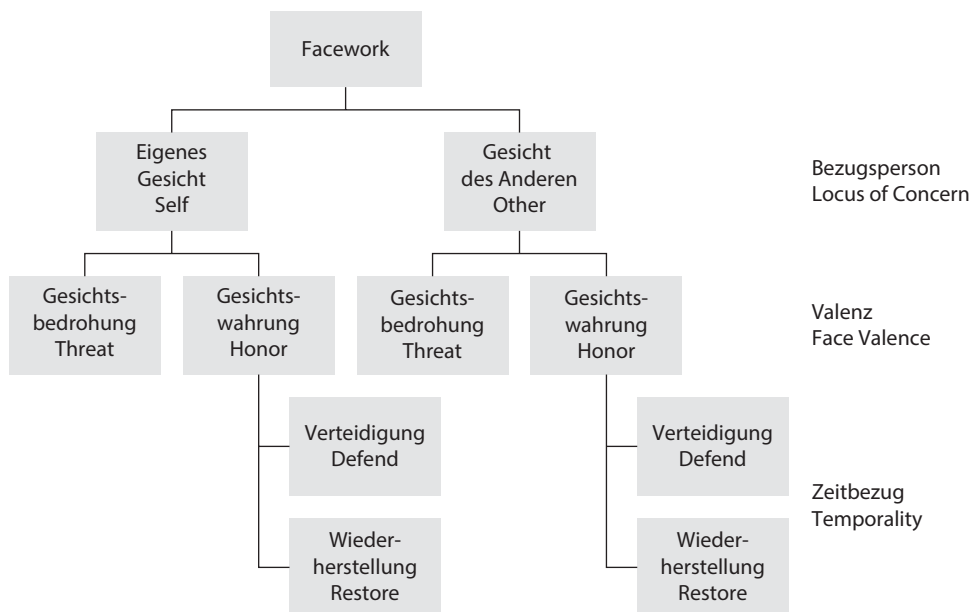 Facework
Eigenes
Gesicht
Self
Gesicht
des Anderen
Other
Bezugsperson
Locus of Concern
Gesichts-
bedrohung
Threat
Gesichts-
wahrung
Honor
Gesichts-
bedrohung
Threat
Gesichts-
wahrung
Honor
Valenz
Face Valence
Verteidigung
Defend
Verteidigung
Defend
Zeitbezug
Temporality
Wieder-
herstellung
Restore
Wieder-
herstellung
Restore